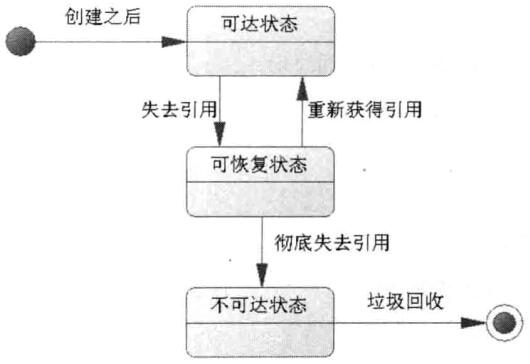 创建之后
可达状态
失去引用
重新获得引用
可恢复状态
彻底失去引用
不可达状态
垃圾回收